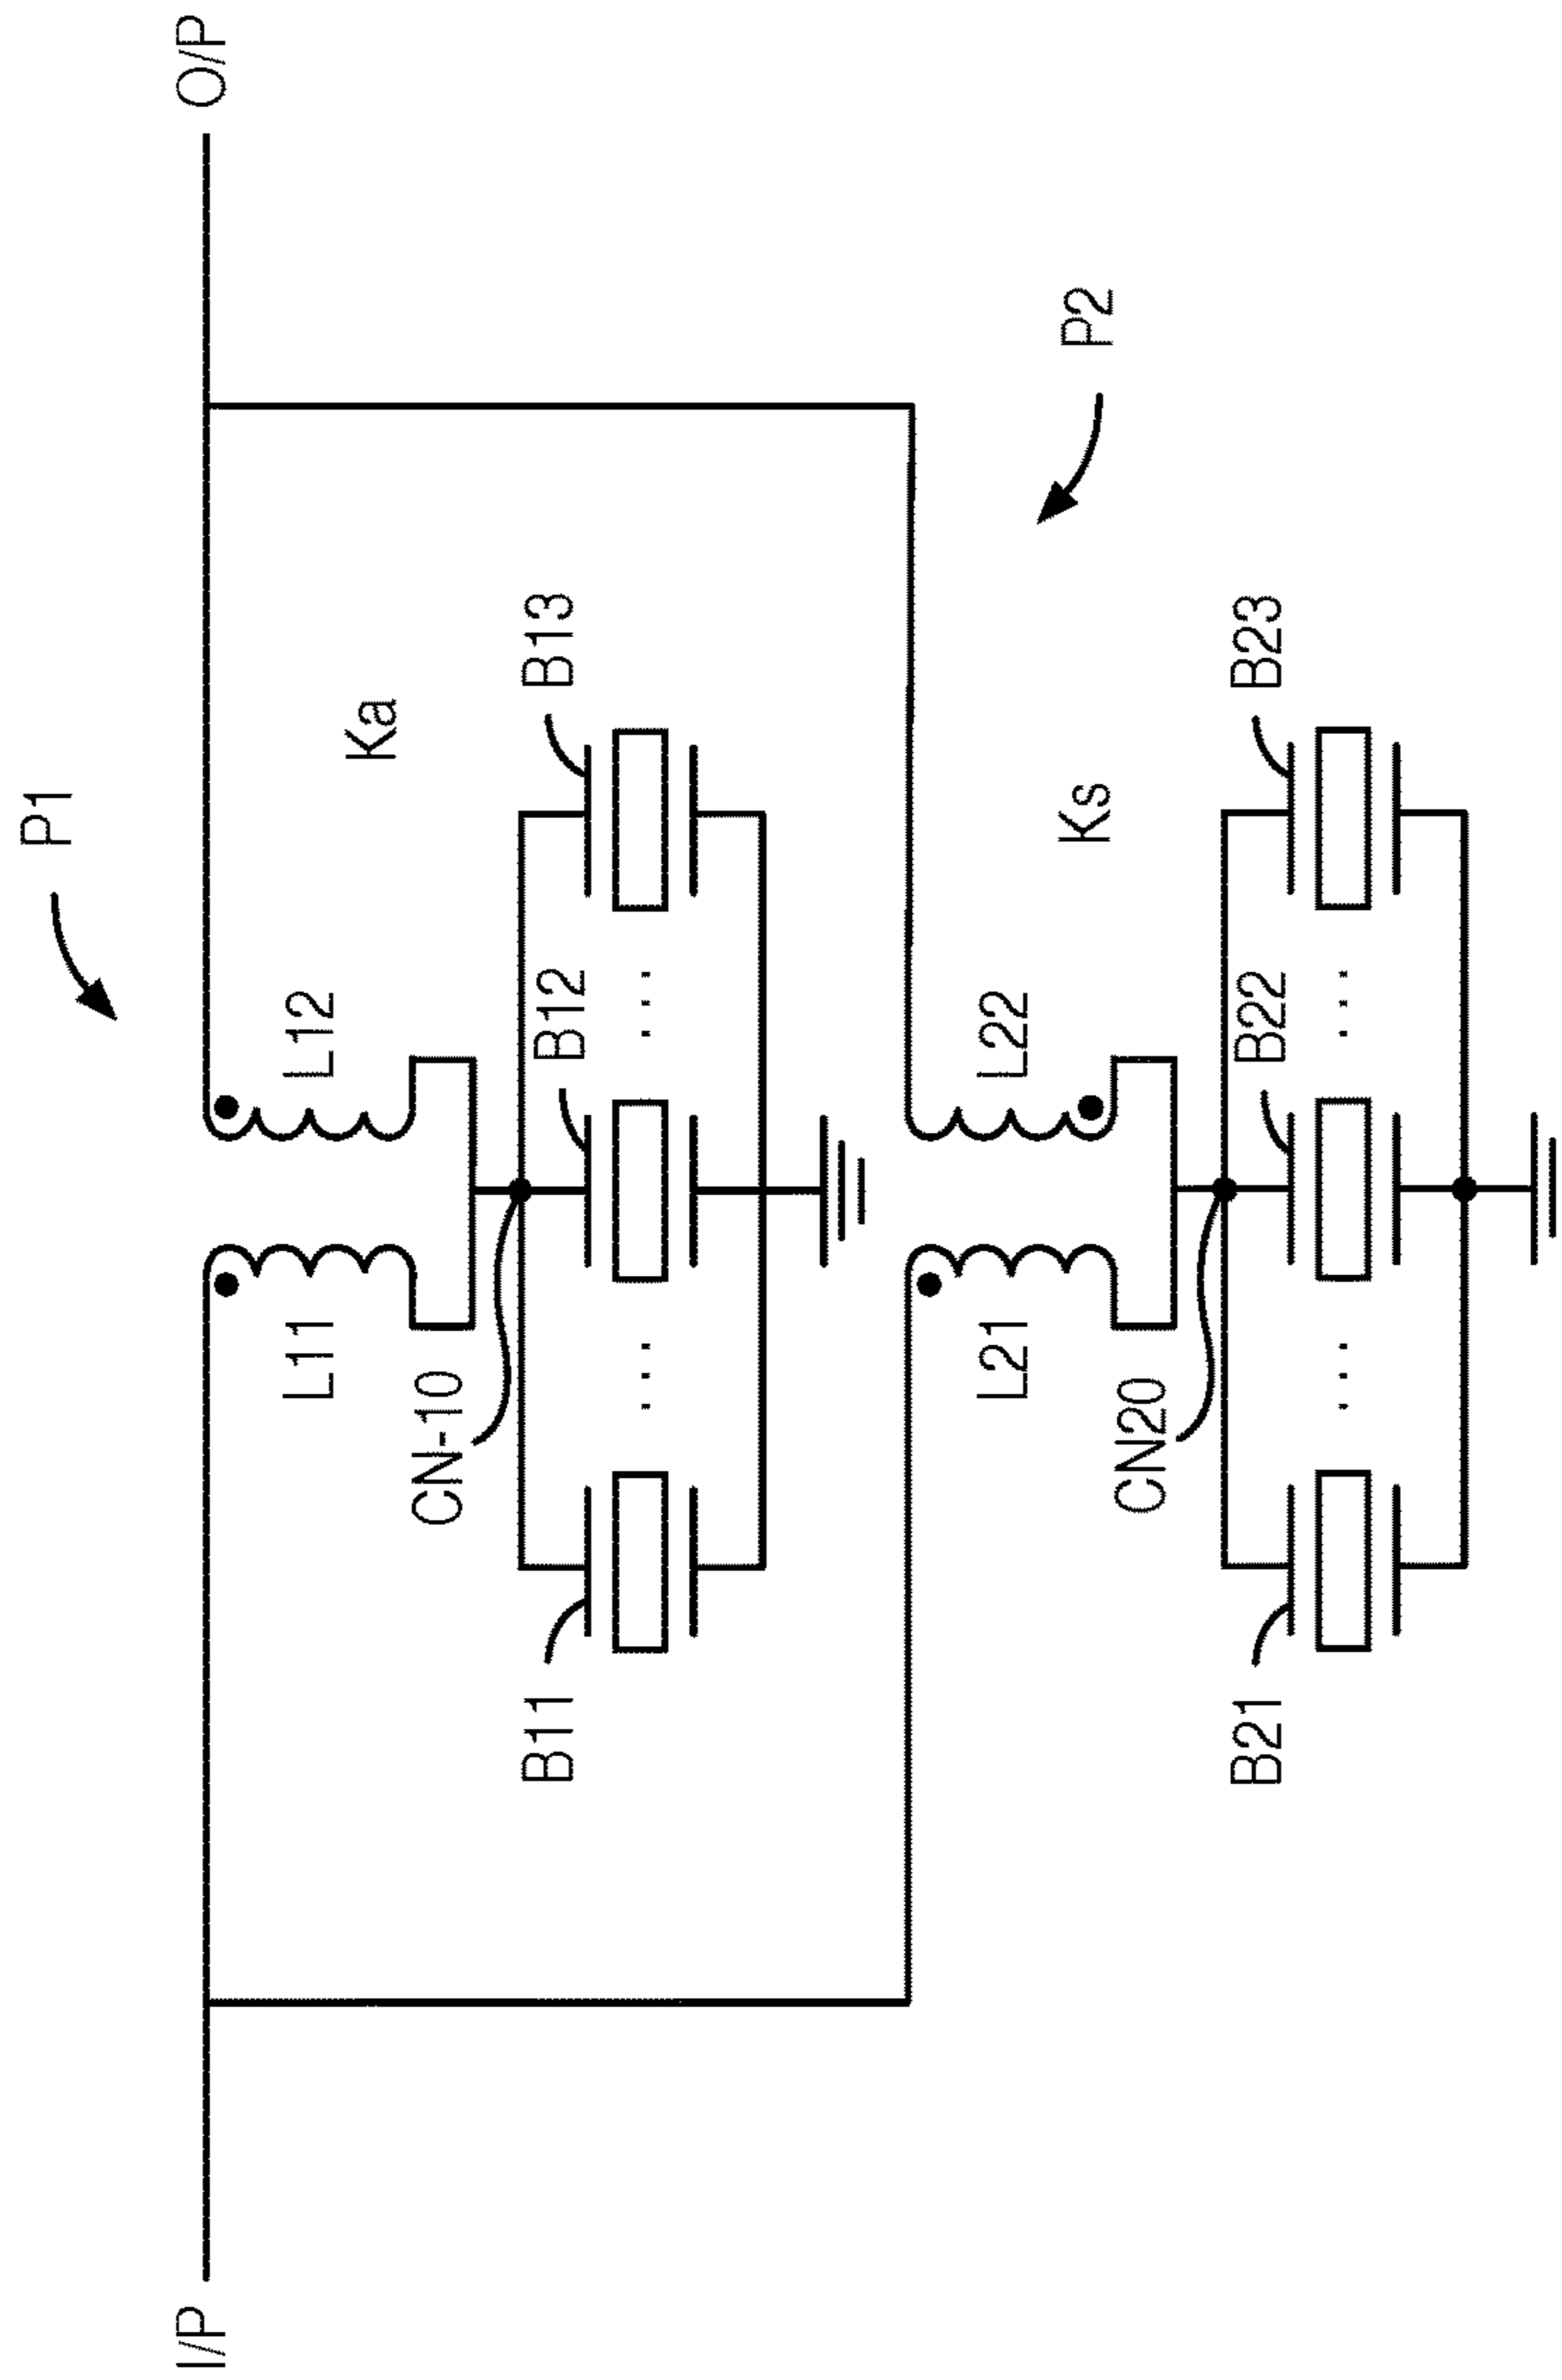 P1
I/P
O/P
L11
L12
Ka
CN-10
B11
B12
B13
...
...
P2
L21
L22
Ks
CN20
B21
B22
B23
...
...